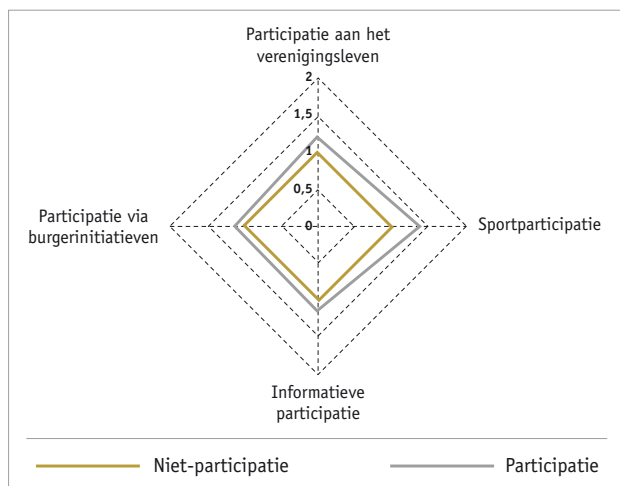 Participatie aan het
verenigingsleven
2
1,5
1
0,5
0
Participatie via
burgerinitiatieven
Sportparticipatie
Informatieve
participatie
Niet-participatie
Participatie